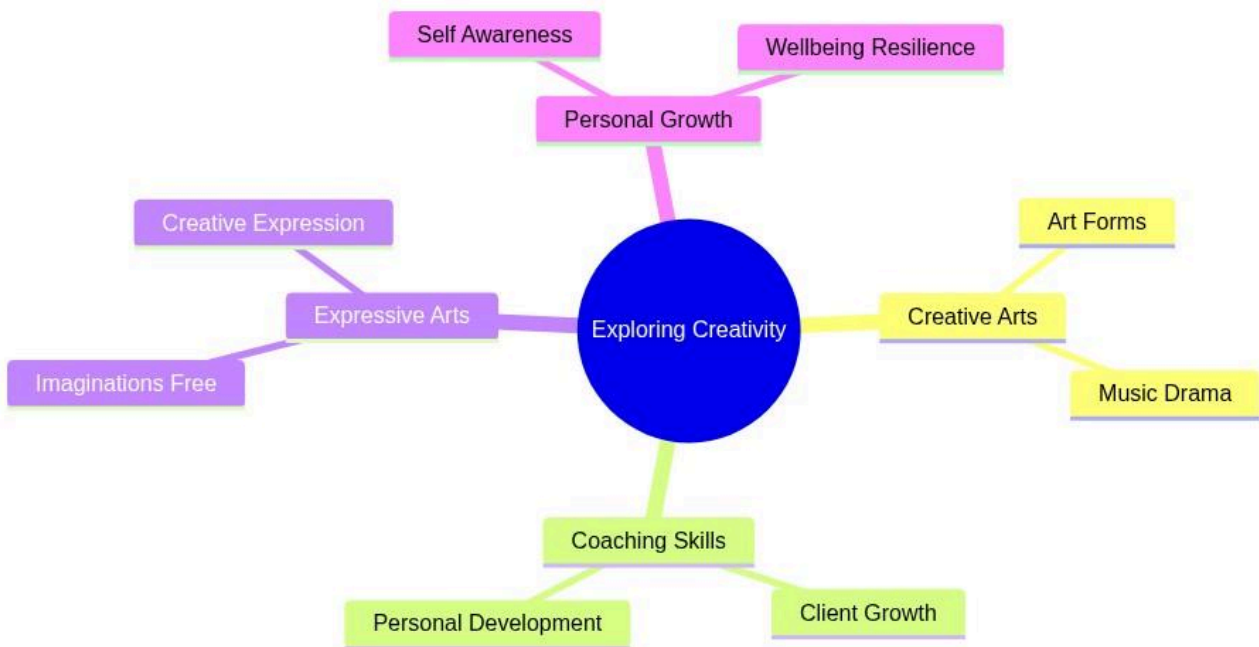 Self Awareness
Wellbeing Resilience
Personal Growth
Creative Expression
Art Forms
Expressive Arts
Exploring Creativity
Creative Arts
Imaginations Free
Music Drama
Coaching Skills
Personal Development
Client Growth